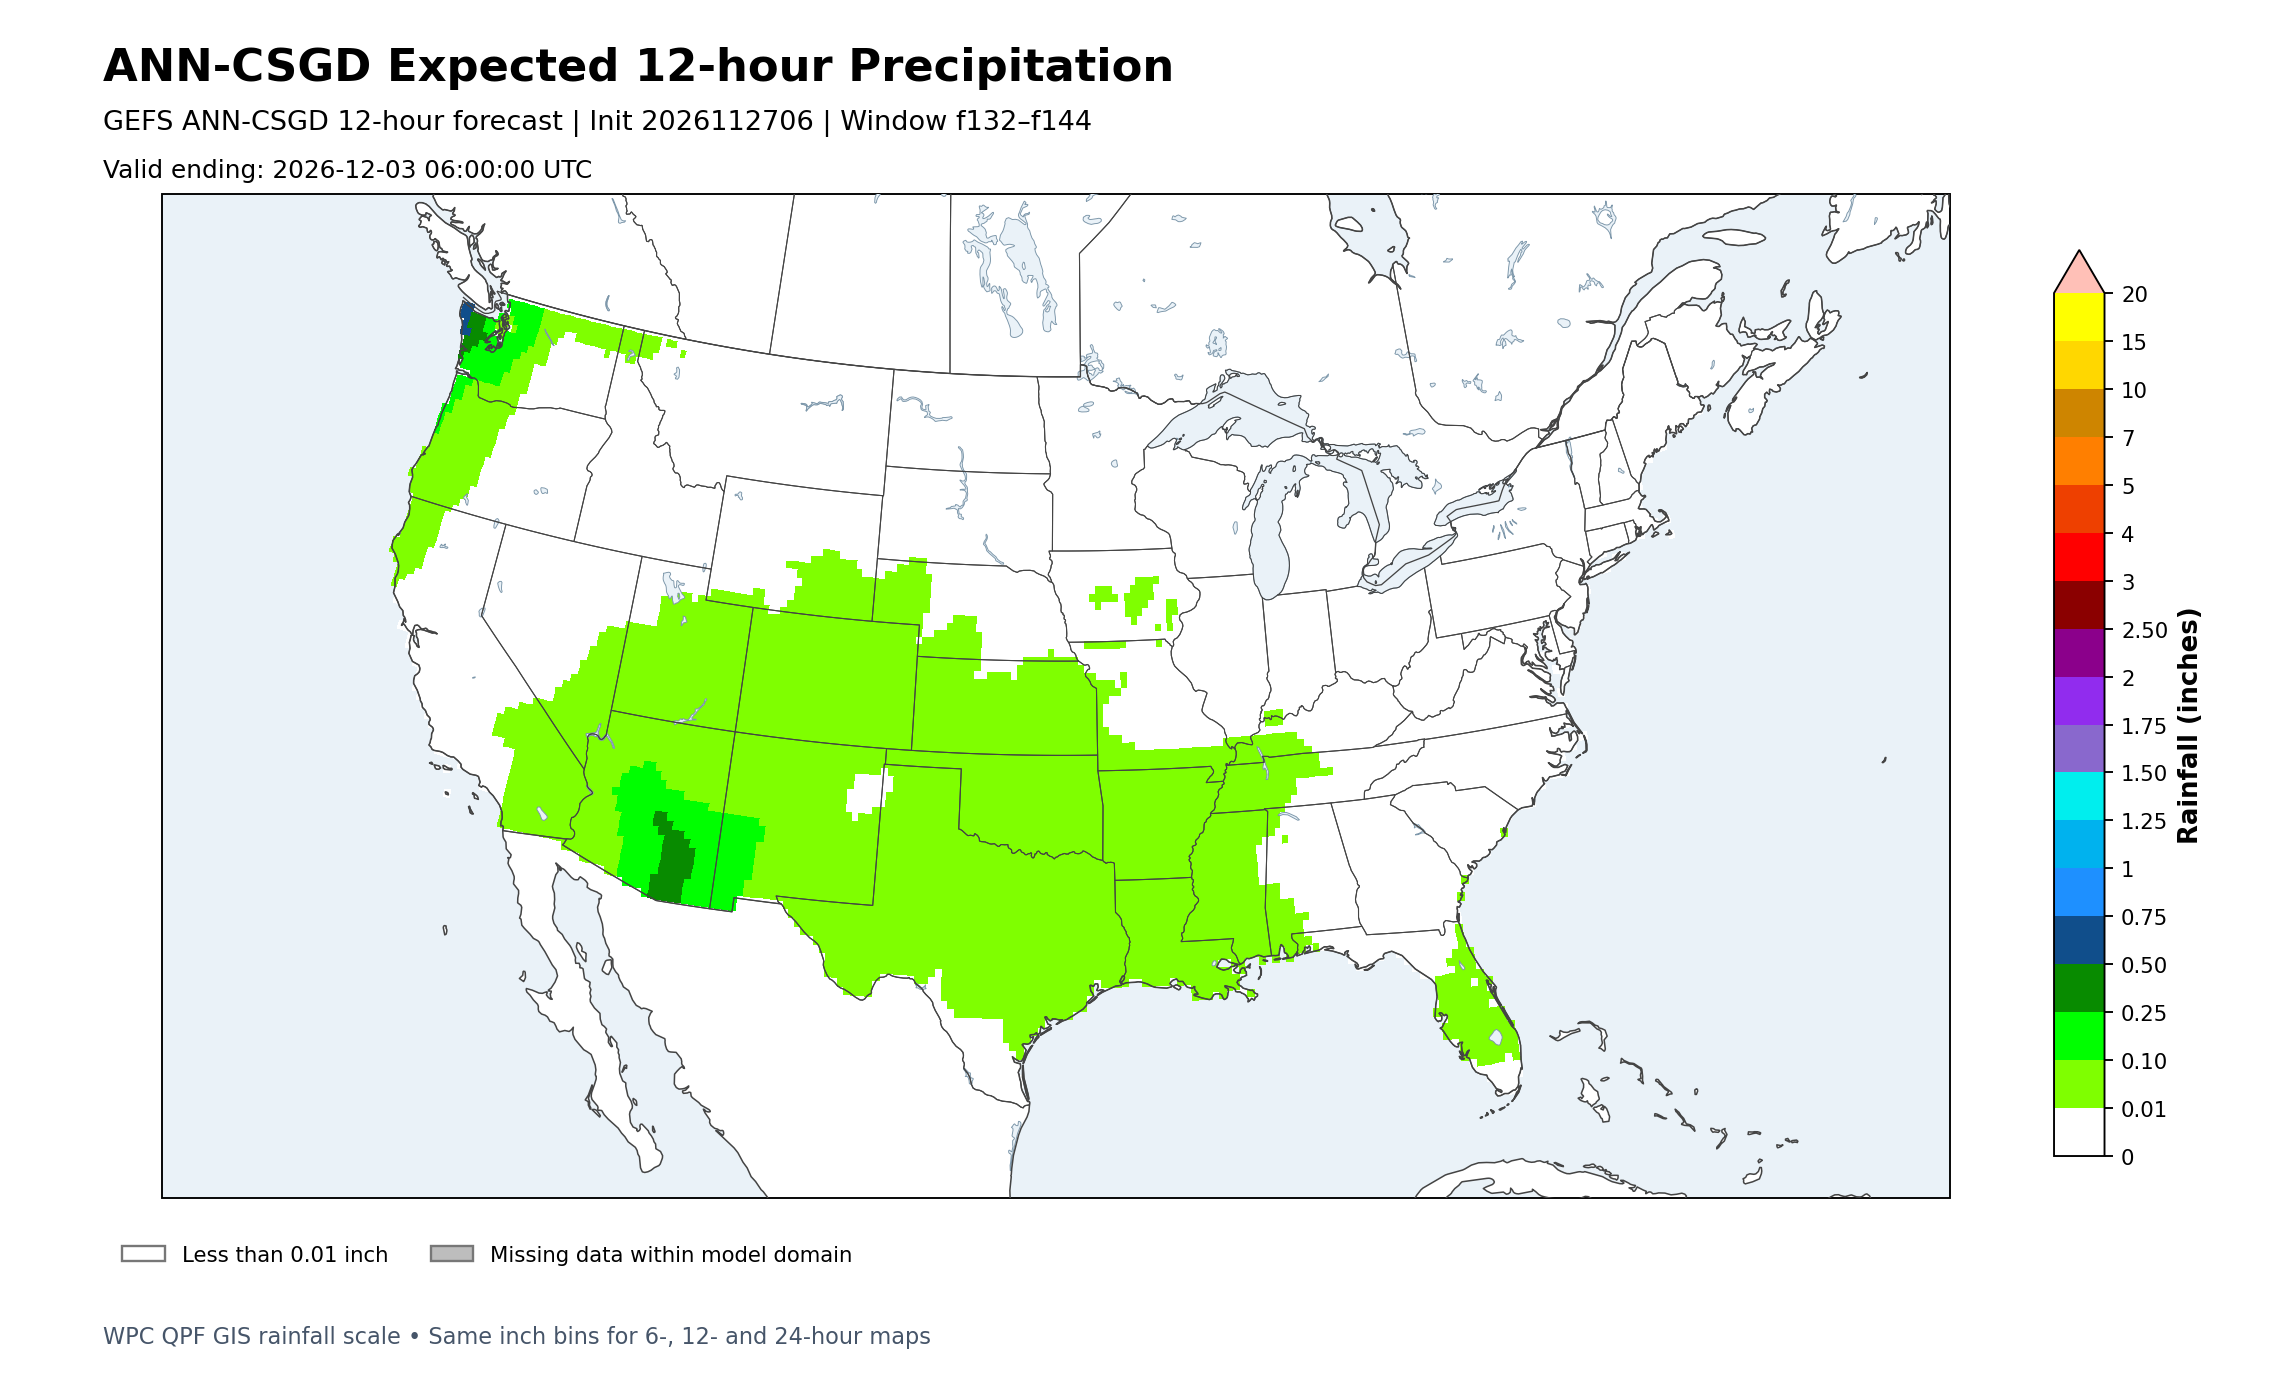 ANN-CSGD Expected 12-hour Precipitation
GEFS ANN-CSGD 12-hour forecast | Init 2026112706 | Window f132–f144
Valid ending: 2026-12-03 06:00:00 UTC
20
15
10
7
5
4
3
2.50
2
1.75
1.50
1.25
1
0.75
0.50
0.25
0.10
0.01
0
Rainfall (inches)
Less than 0.01 inch
Missing data within model domain
WPC QPF GIS rainfall scale • Same inch bins for 6-, 12- and 24-hour maps